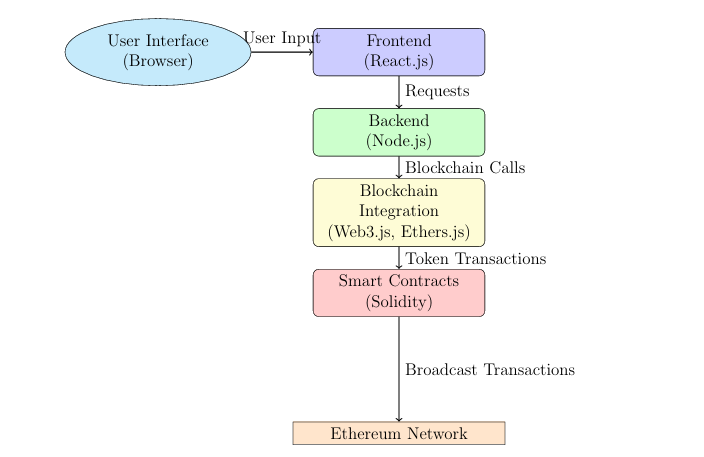 User Interface
(Browser)
User Input
Frontend
(React.js)
Requests
Backend
(Node.js)
Blockchain Calls
Blockchain
Integration
(Web3.js, Ethers.js)
Token Transactions
Smart Contracts
(Solidity)
Broadcast Transactions
Ethereum Network